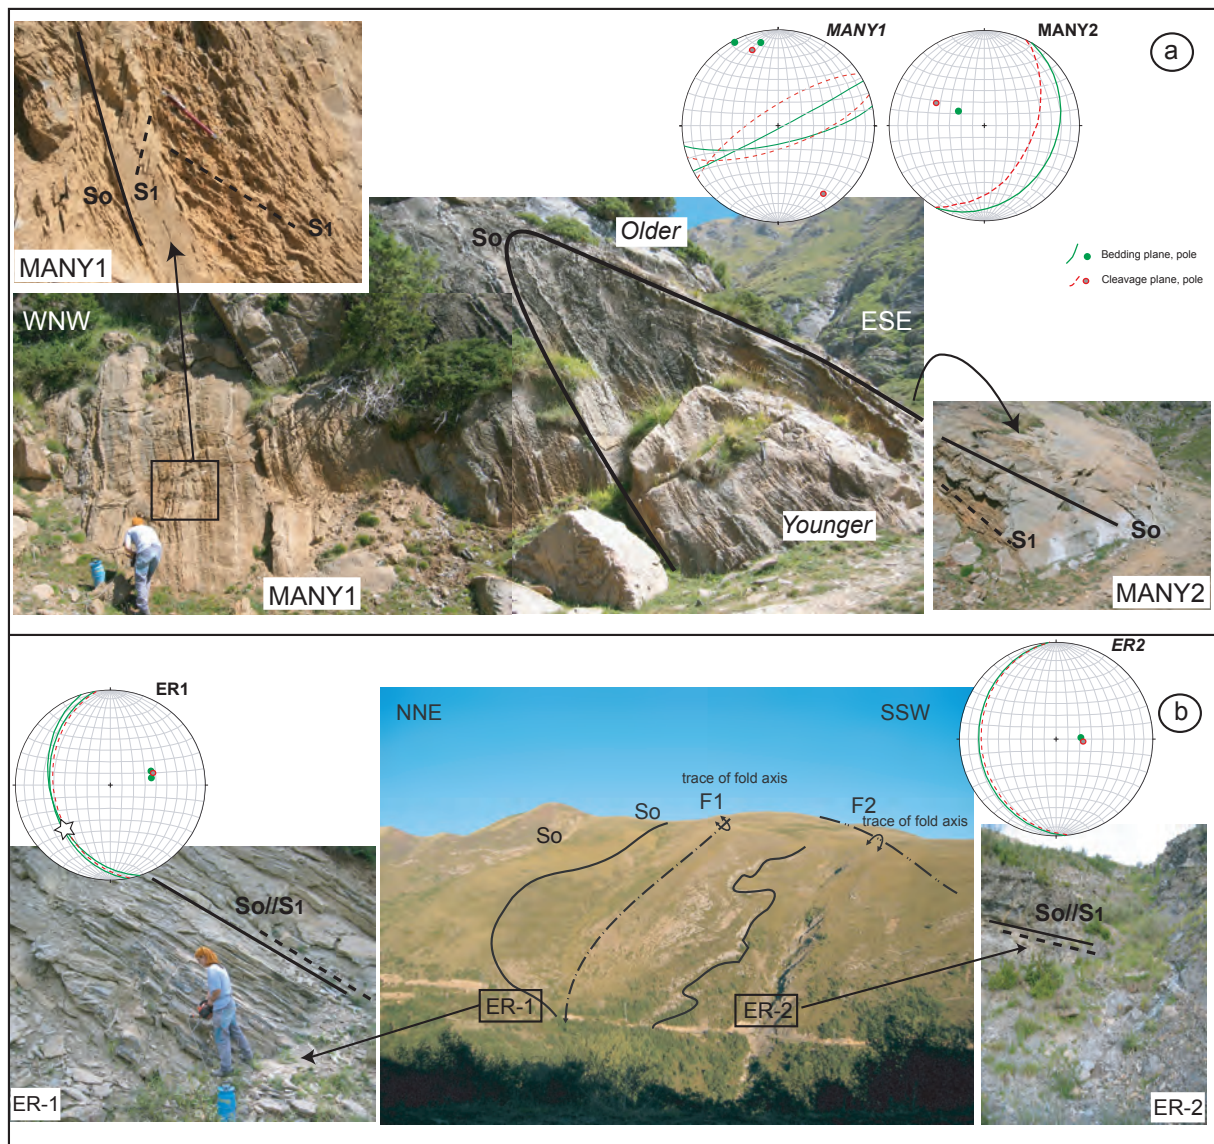 MANY1
MANY2
a
So
S1
S1
MANY1
Older
So
Bedding plane, pole
Cleavage plane, pole
WNW
ESE
Younger
MANY1
S1
So
MANY2
ER1
ER2
b
NNE
SSW
trace of fold axis
F1
F2
trace of fold axis
So
So
So//S1
So//S1
ER-1
ER-2
ER-1
ER-2